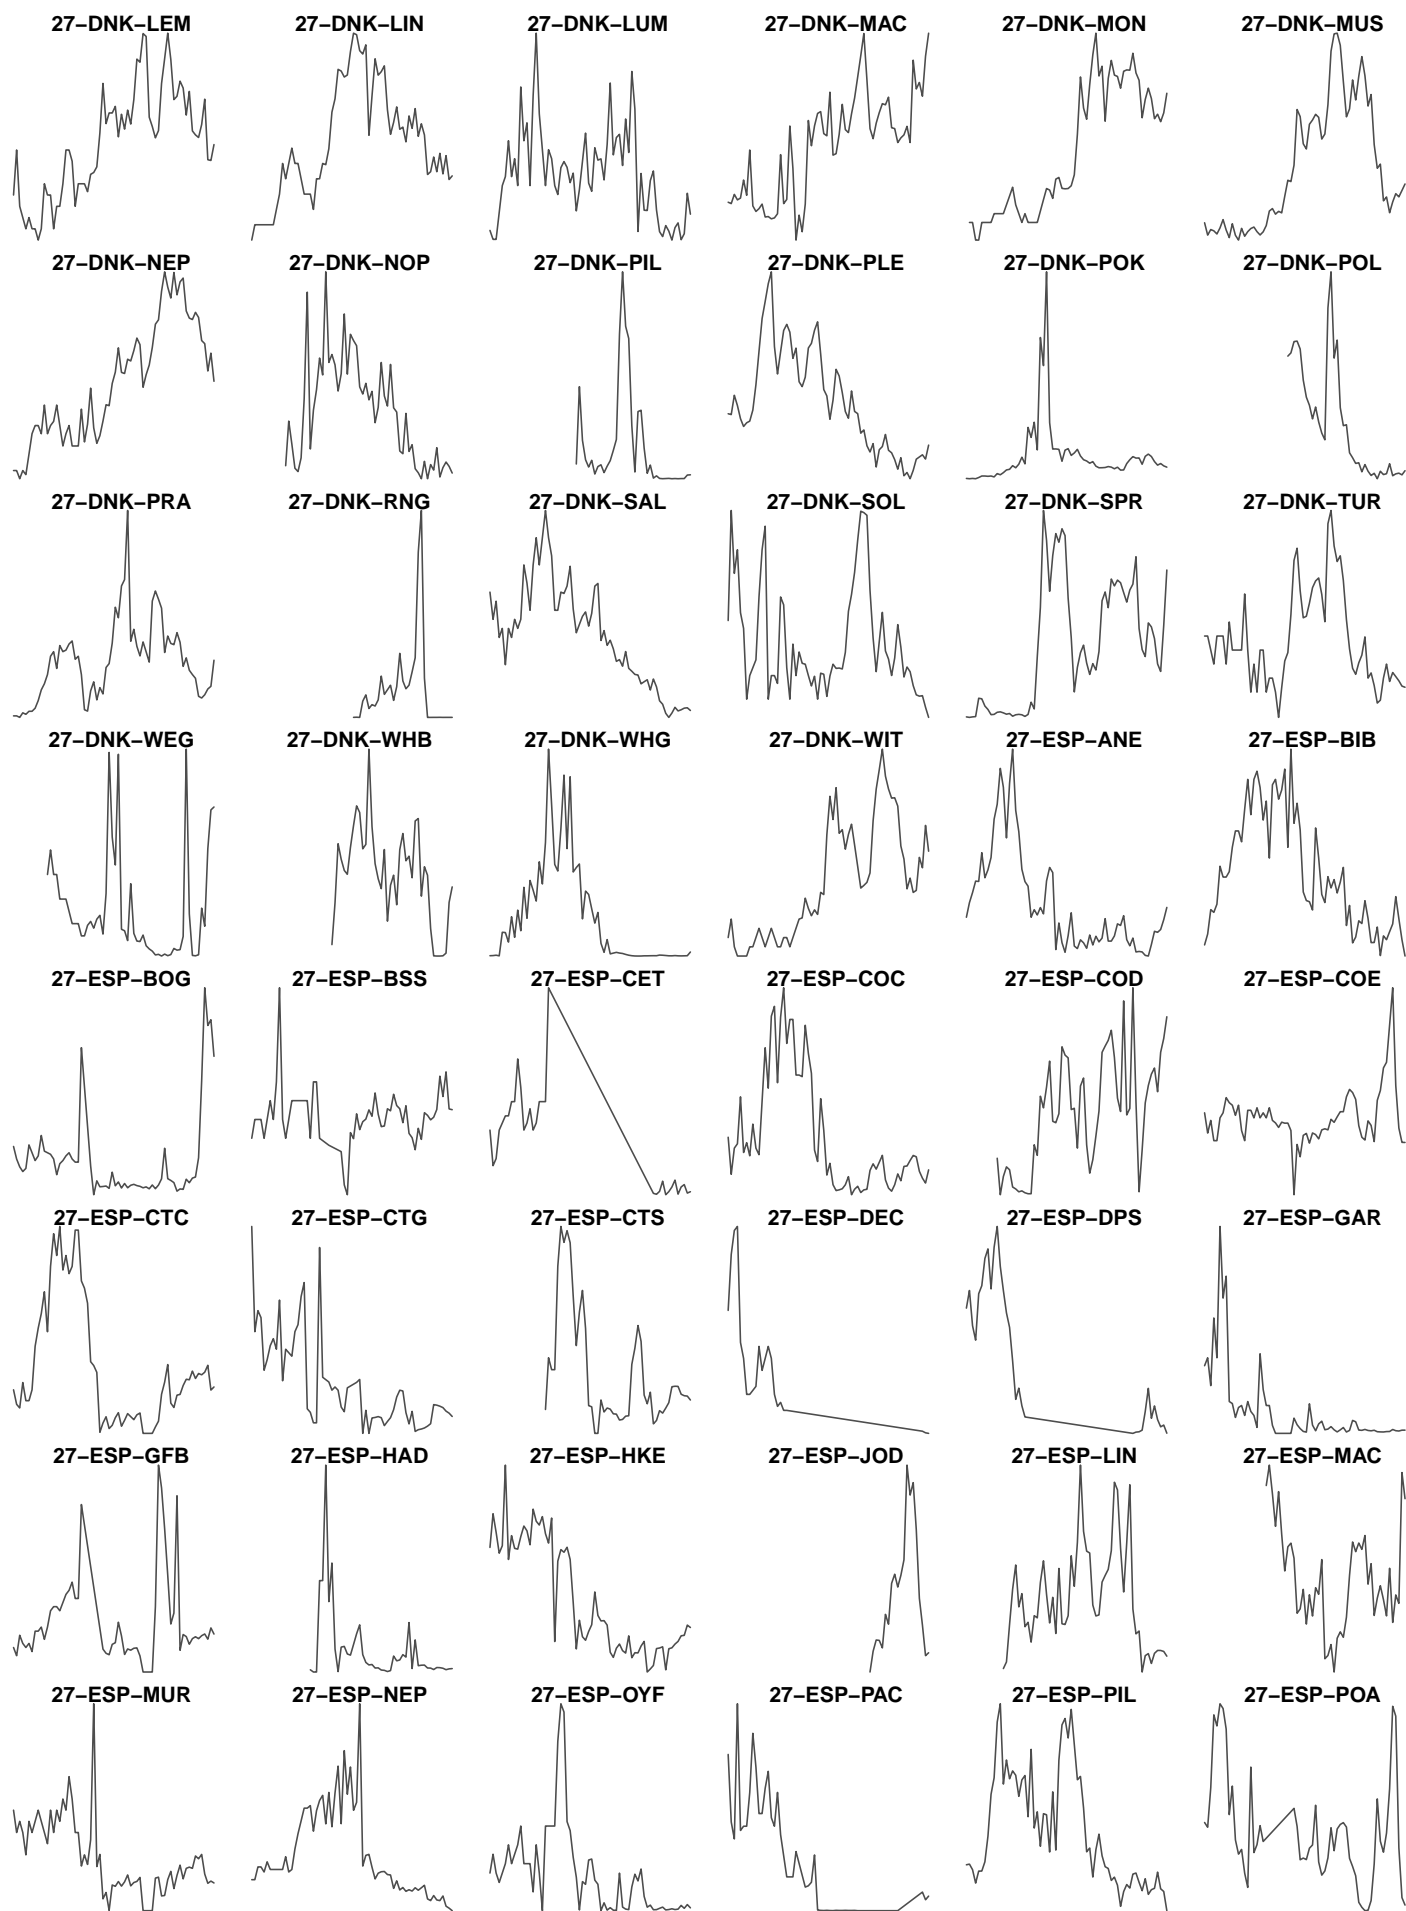 27–DNK–LEM 27–DNK–LIN 27–DNK–LUM 27–DNK–MAC 27–DNK–MON 27–DNK–MUS
27–DNK–NEP 27–DNK–NOP 27–DNK–PIL 27–DNK–PLE 27–DNK–POK 27–DNK–POL
27–DNK–PRA 27–DNK–RNG 27–DNK–SAL 27–DNK–SOL 27–DNK–SPR 27–DNK–TUR
27–DNK–WEG 27–DNK–WHB 27–DNK–WHG 27–DNK–WIT 27–ESP–ANE 27–ESP–BIB
27–ESP–BOG 27–ESP–BSS 27–ESP–CET 27–ESP–COC 27–ESP–COD 27–ESP–COE
27–ESP–CTC 27–ESP–CTG 27–ESP–CTS 27–ESP–DEC 27–ESP–DPS 27–ESP–GAR
27–ESP–GFB 27–ESP–HAD 27–ESP–HKE 27–ESP–JOD 27–ESP–LIN 27–ESP–MAC
27–ESP–MUR 27–ESP–NEP 27–ESP–OYF 27–ESP–PAC 27–ESP–PIL 27–ESP–POA